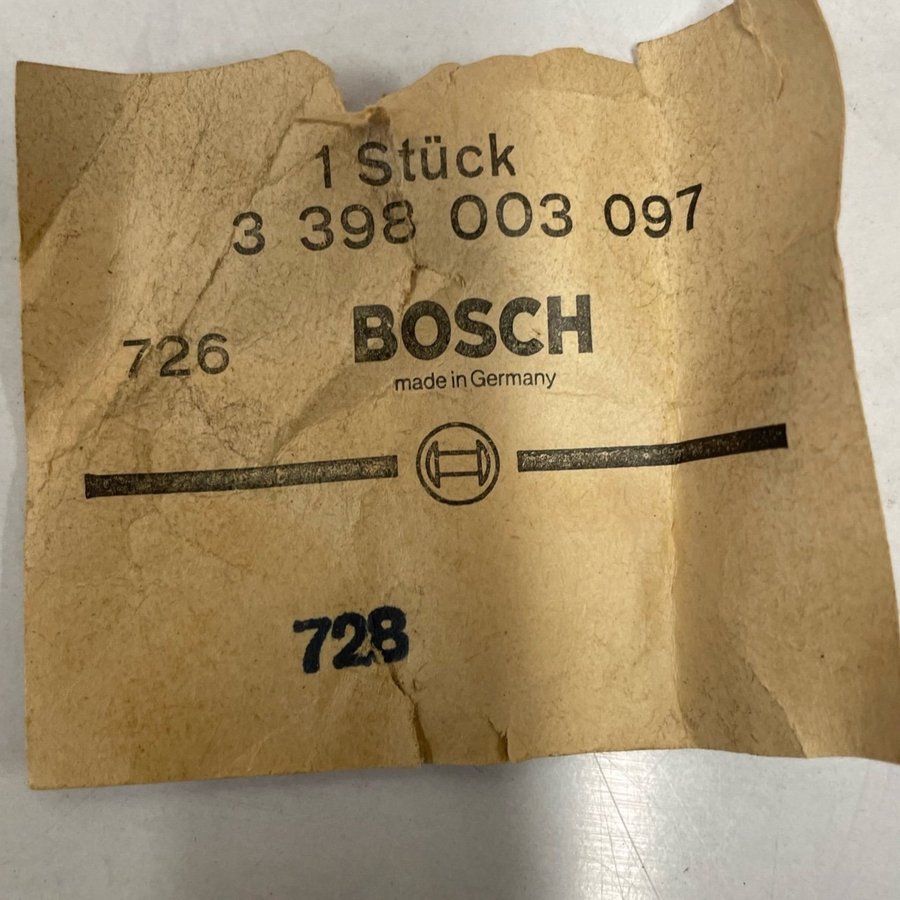 1 Stück
3 398 003 097
726
BOSCH
made in Germany
728